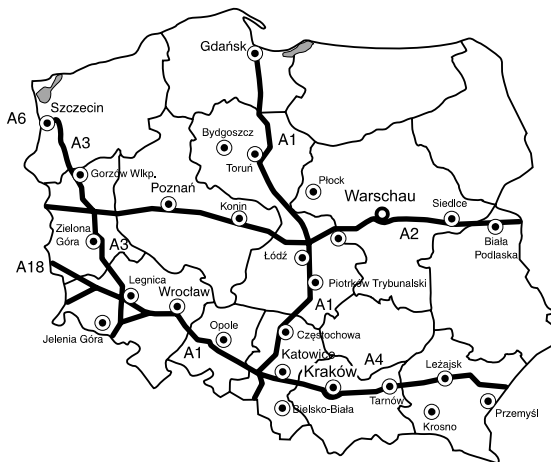 Gdańsk
A6
Szczecin
A3
A1
Bydgoszcz
Toruń
Gorzów Wlkp.
Poznań
Płock
Konin
Warschau
Siedlce
Zielona
Góra
A3
A2
Biała
Podlaska
Łódź
A18
Legnica
Wrocław
Piotrków Trybunalski
A1
Opole
Częstochowa
Jelenia Góra
A1
Katowice
A4
Kraków
Leżajsk
Tarnów
Bielsko-Biała
Krosno
Przemyśl